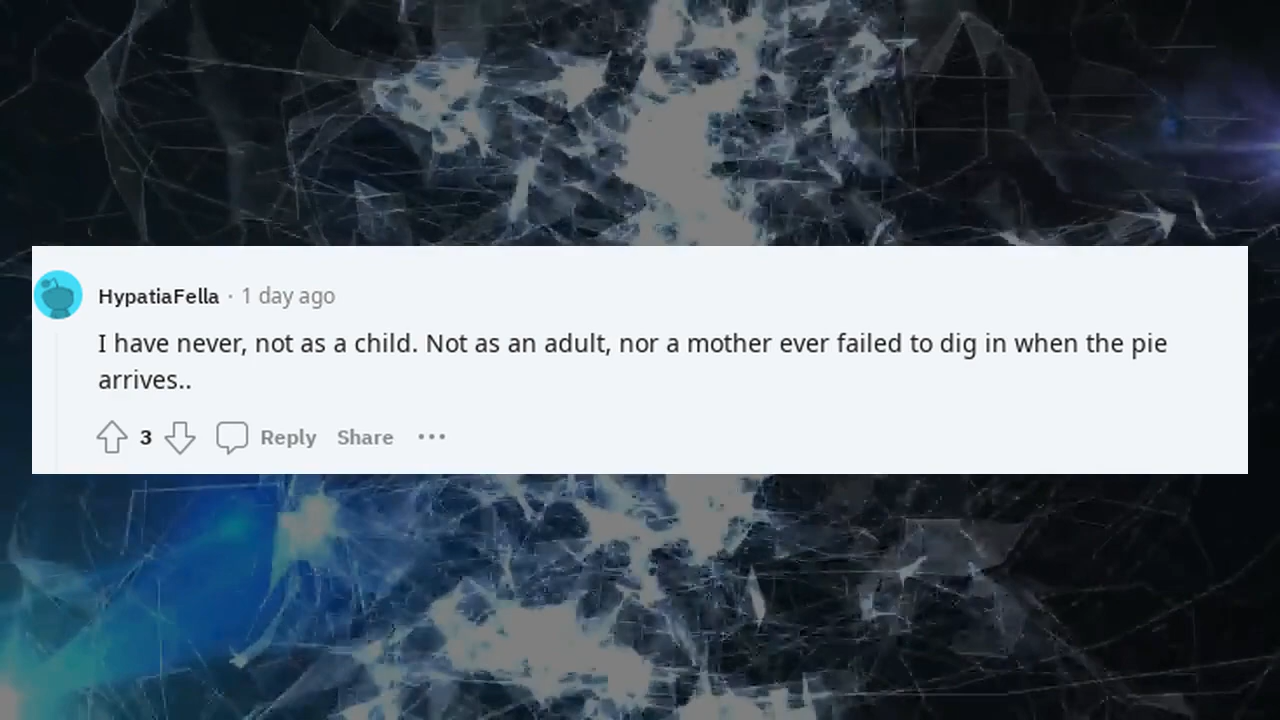 HypatiaFella · 1 day ago
I have never, not as a child. Not as an adult, nor a mother ever failed to dig in when the pie
arrives..
3 Reply Share ···